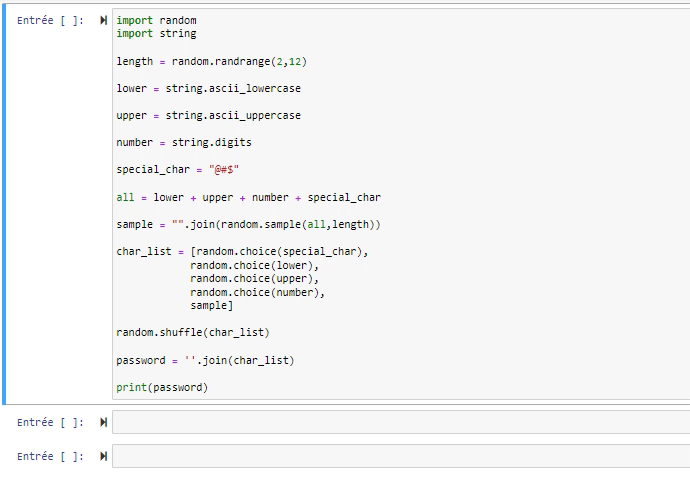 Entrée [ ]: import random
import string
length = random.randrange(2,12)
lower = string.ascii_lowercase
upper = string.ascii_uppercase
number = string.digits
special_char = "@#$"
all = lower + upper + number + special_char
sample = "".join(random.sample(all,length))
char_list = [random.choice(special_char),
random.choice(lower),
random.choice(upper),
random.choice(number),
sample]
random.shuffle(char_list)
password = ''.join(char_list)
print(password)
Entrée [ ]:
Entrée [ ]: